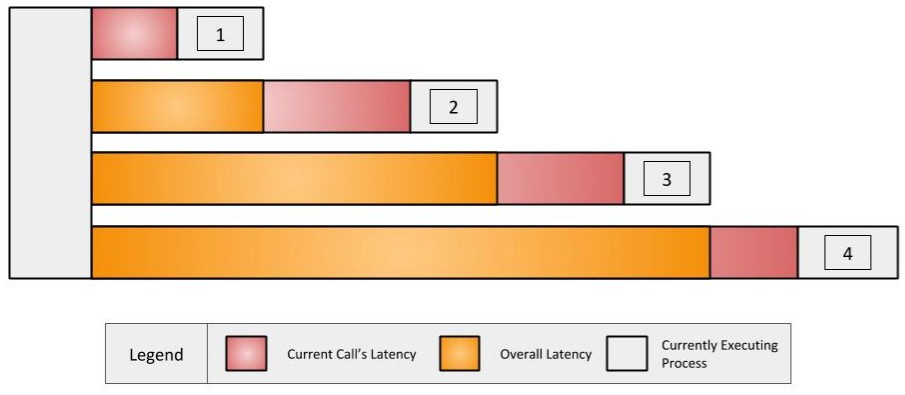 1
2
3
4
Legend
Current Call's Latency
Overall Latency
Currently Executing
Process